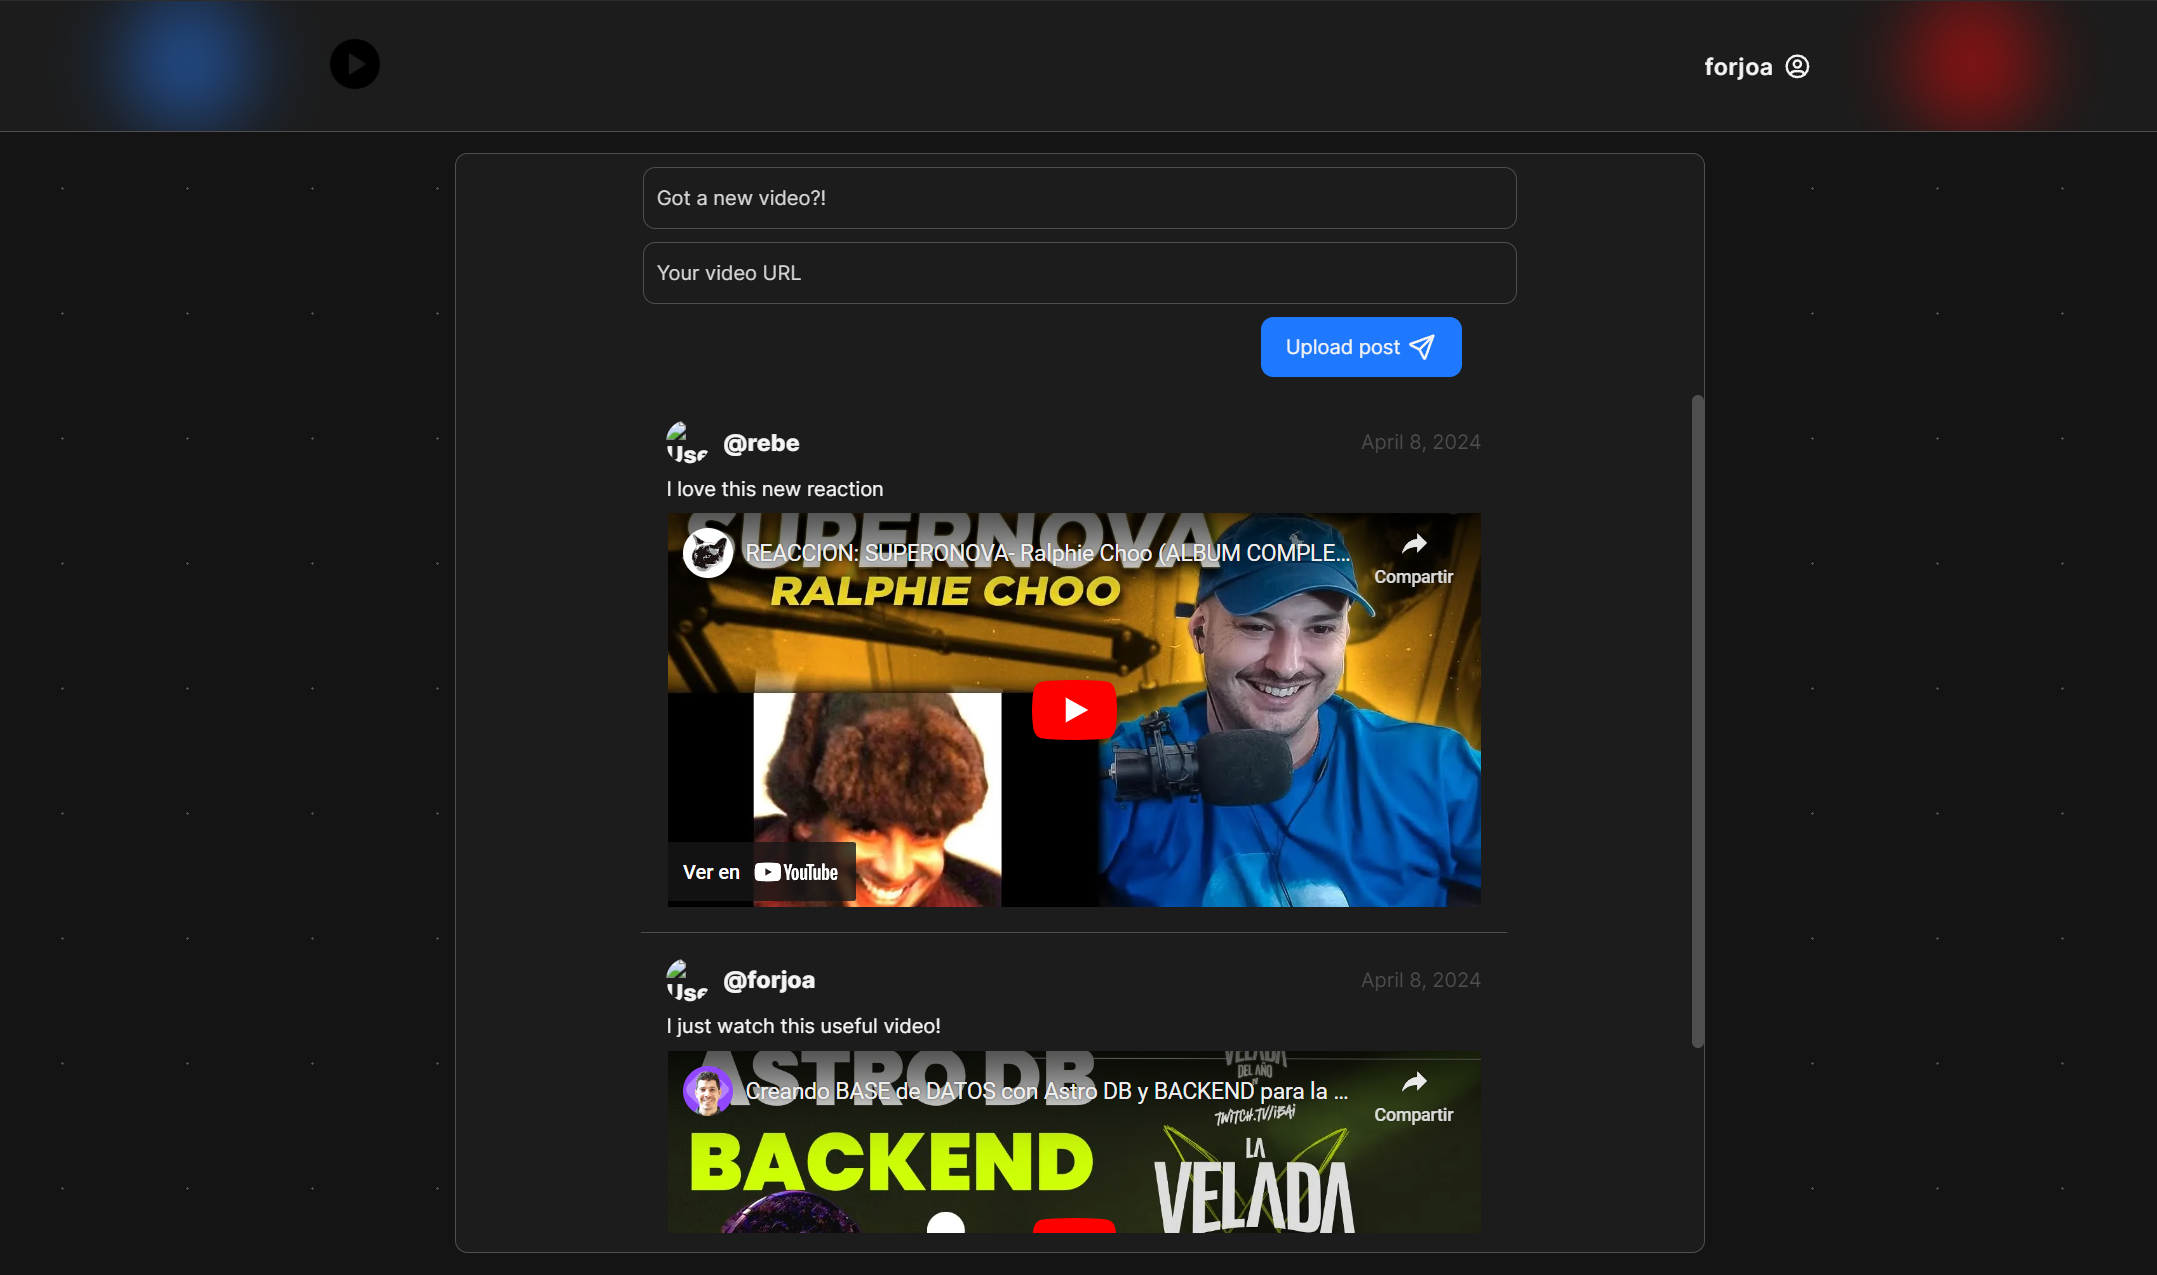 forjoa
Got a new video?!
Your video URL
Upload post
Use
@rebe
April 8, 2024
I love this new reaction
SUPERNOVA
REACCION: SUPERONOVA- Ralphie Choo (ALBUM COMPLE...
Compartir
RALPHIE CHOO
Ver en YouTube
Use
@forjoa
April 8, 2024
I just watch this useful video!
ASTRO DB
VELADA
DEL AÑO
Creando BASE de DATOS con Astro DB y BACKEND para la ...
Compartir
TWITCH.TV/IBAI
BACKEND
LA
VELADA